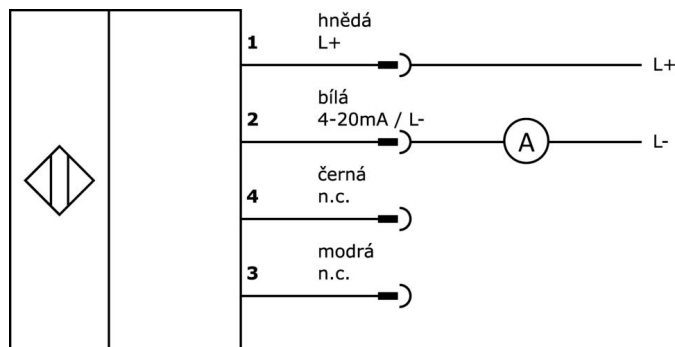 hnědá
1 L+
L+
bílá
2 4-20mA / L-
A L-
černá
4 n.c.
modrá
3 n.c.